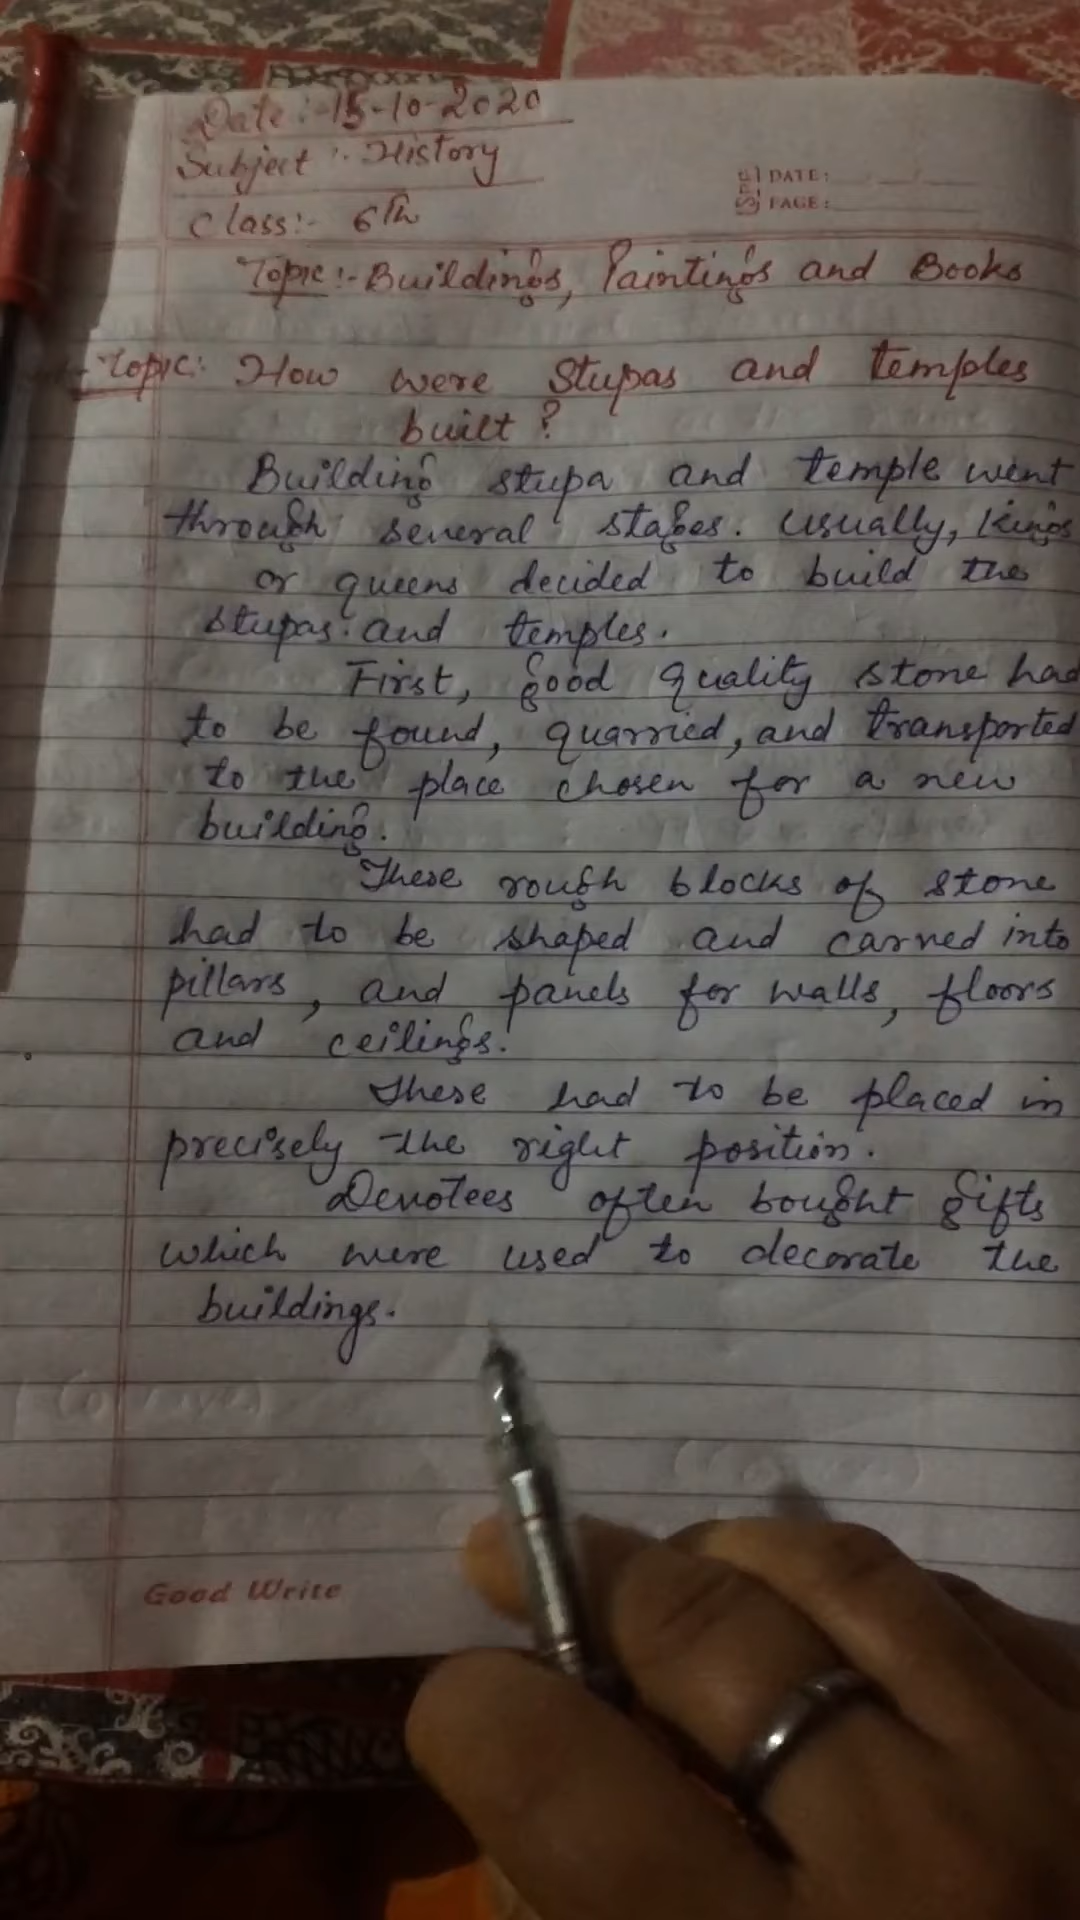 Date:-15-10-2020
Subject:- History
DATE:
PAGE:
Class:- 6th
Topic:- Buildings, Paintings and Books
Topic: How were Stupas and temples
built?
Building stupa and temple went
through several stages. Usually, kings
or queens decided to build the
stupas and temples.
First, good quality stone had
to be found, quarried, and transported
to the place chosen for a new
building.
These rough blocks of stone
had to be shaped and carved into
pillars, and panels for walls, floors
and ceilings.
These had to be placed in
precisely the right position.
Devotees often bought gifts
which were used to decorate the
buildings.
Good Write